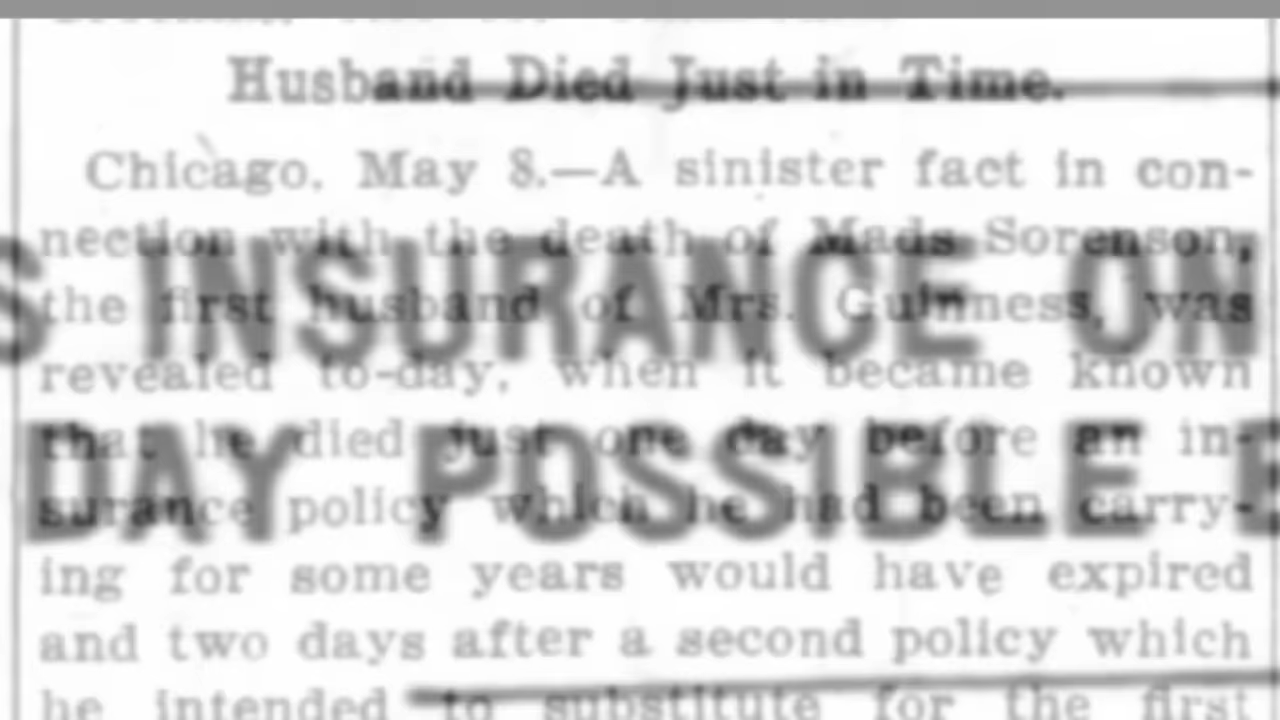 Husband Died Just in Time.
Chicago. May 8.—A sinister fact in con-
nection with the death of Mads Sorenson,
the first husband of Mrs. Guinness, was
S INSURANCE ON
revealed to-day, when it became known
that he died just one day before an in-
DAY POSSIBLE
surance policy which he had been carry-
ing for some years would have expired
and two days after a second policy which
he intended to substitute for the first